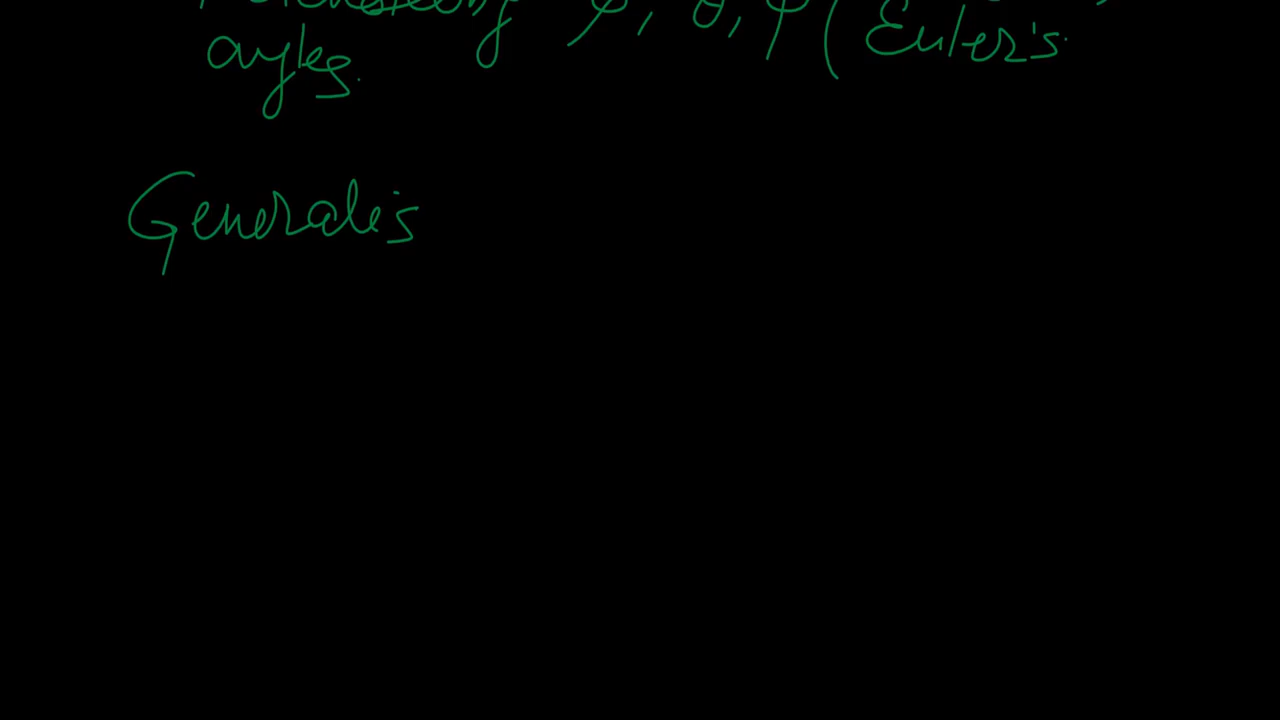 φ, θ, ψ ( Euler's
angles.
Generalis